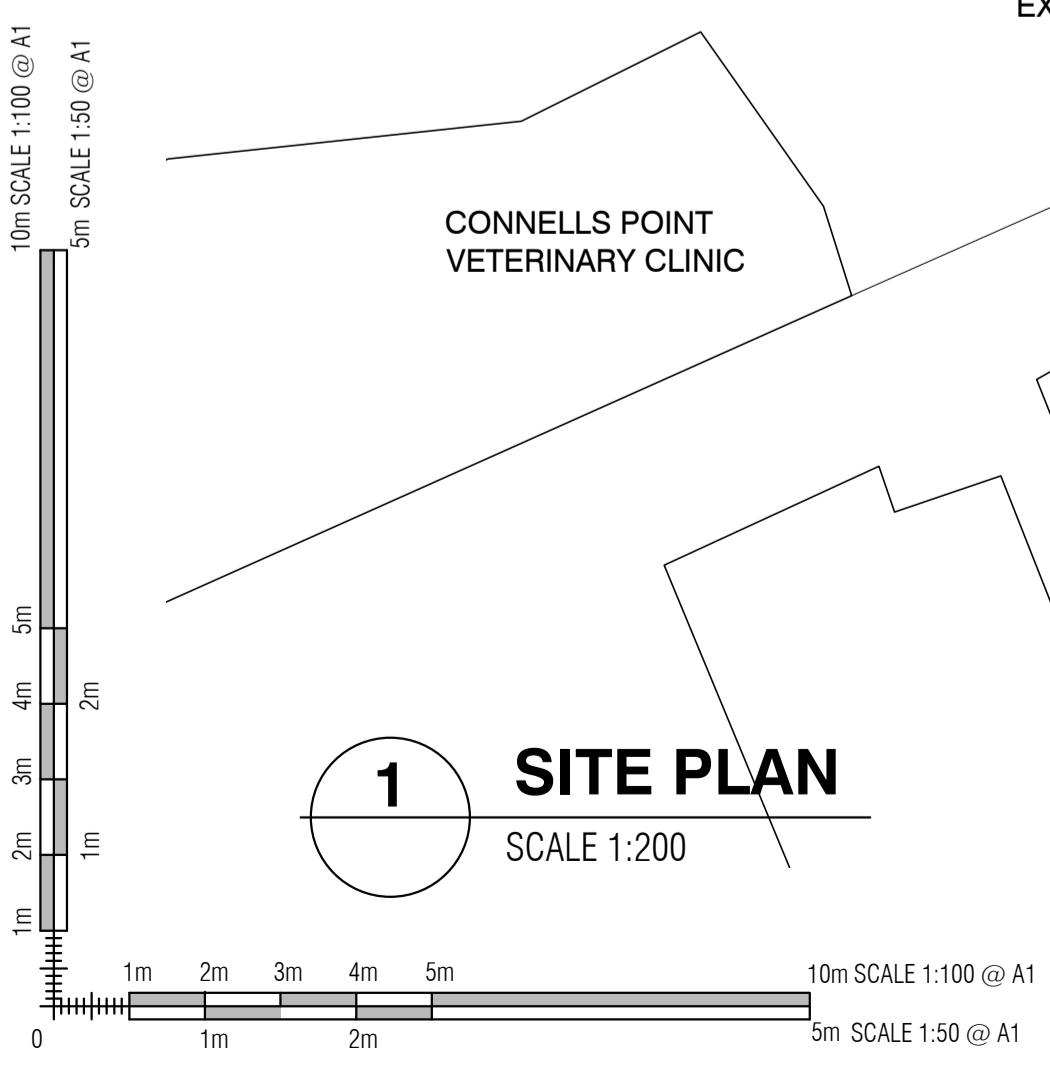 EX
10m SCALE 1:100 @ A1
5m SCALE 1:50 @ A1
CONNELLS POINT
VETERINARY CLINIC
5m
4m
3m
2m
1m
2m
1m
1
SITE PLAN
SCALE 1:200
1m 2m 3m 4m 5m 10m SCALE 1:100 @ A1
0 1m 2m 5m SCALE 1:50 @ A1